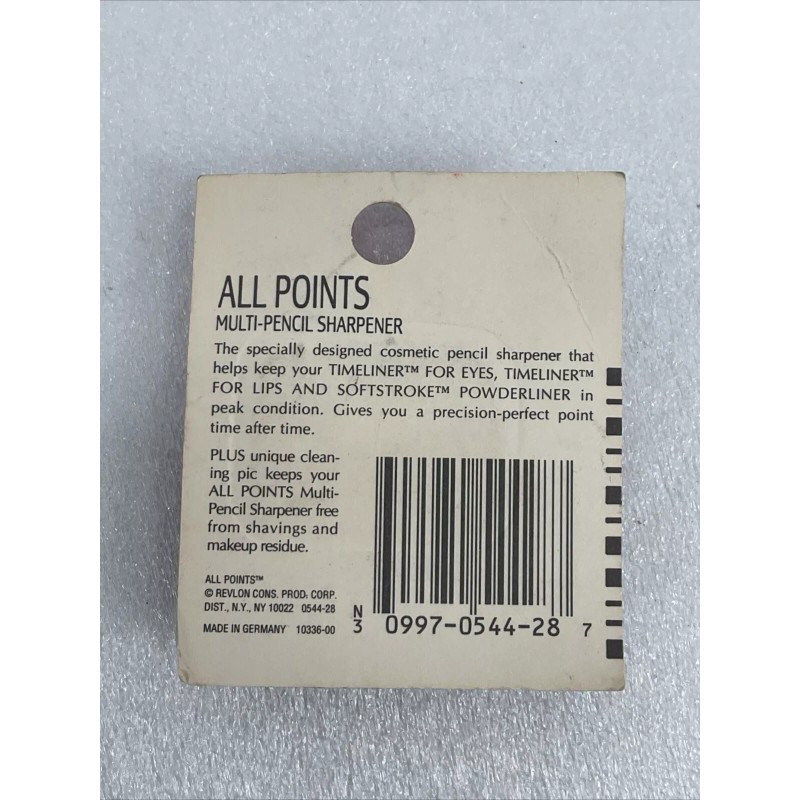 ALL POINTS
MULTI-PENCIL SHARPENER
The specially designed cosmetic pencil sharpener that
helps keep your TIMELINER™ FOR EYES, TIMELINER™
FOR LIPS AND SOFTSTROKE™ POWDERLINER in
peak condition. Gives you a precision-perfect point
time after time.
PLUS unique clean-
ing pic keeps your
ALL POINTS Multi-
Pencil Sharpener free
from shavings and
makeup residue.
ALL POINTS™
© REVLON CONS. PROD. CORP.
DIST., N.Y., NY 10022 0544-28
MADE IN GERMANY 10336-00
N
3 0997-0544-28 7